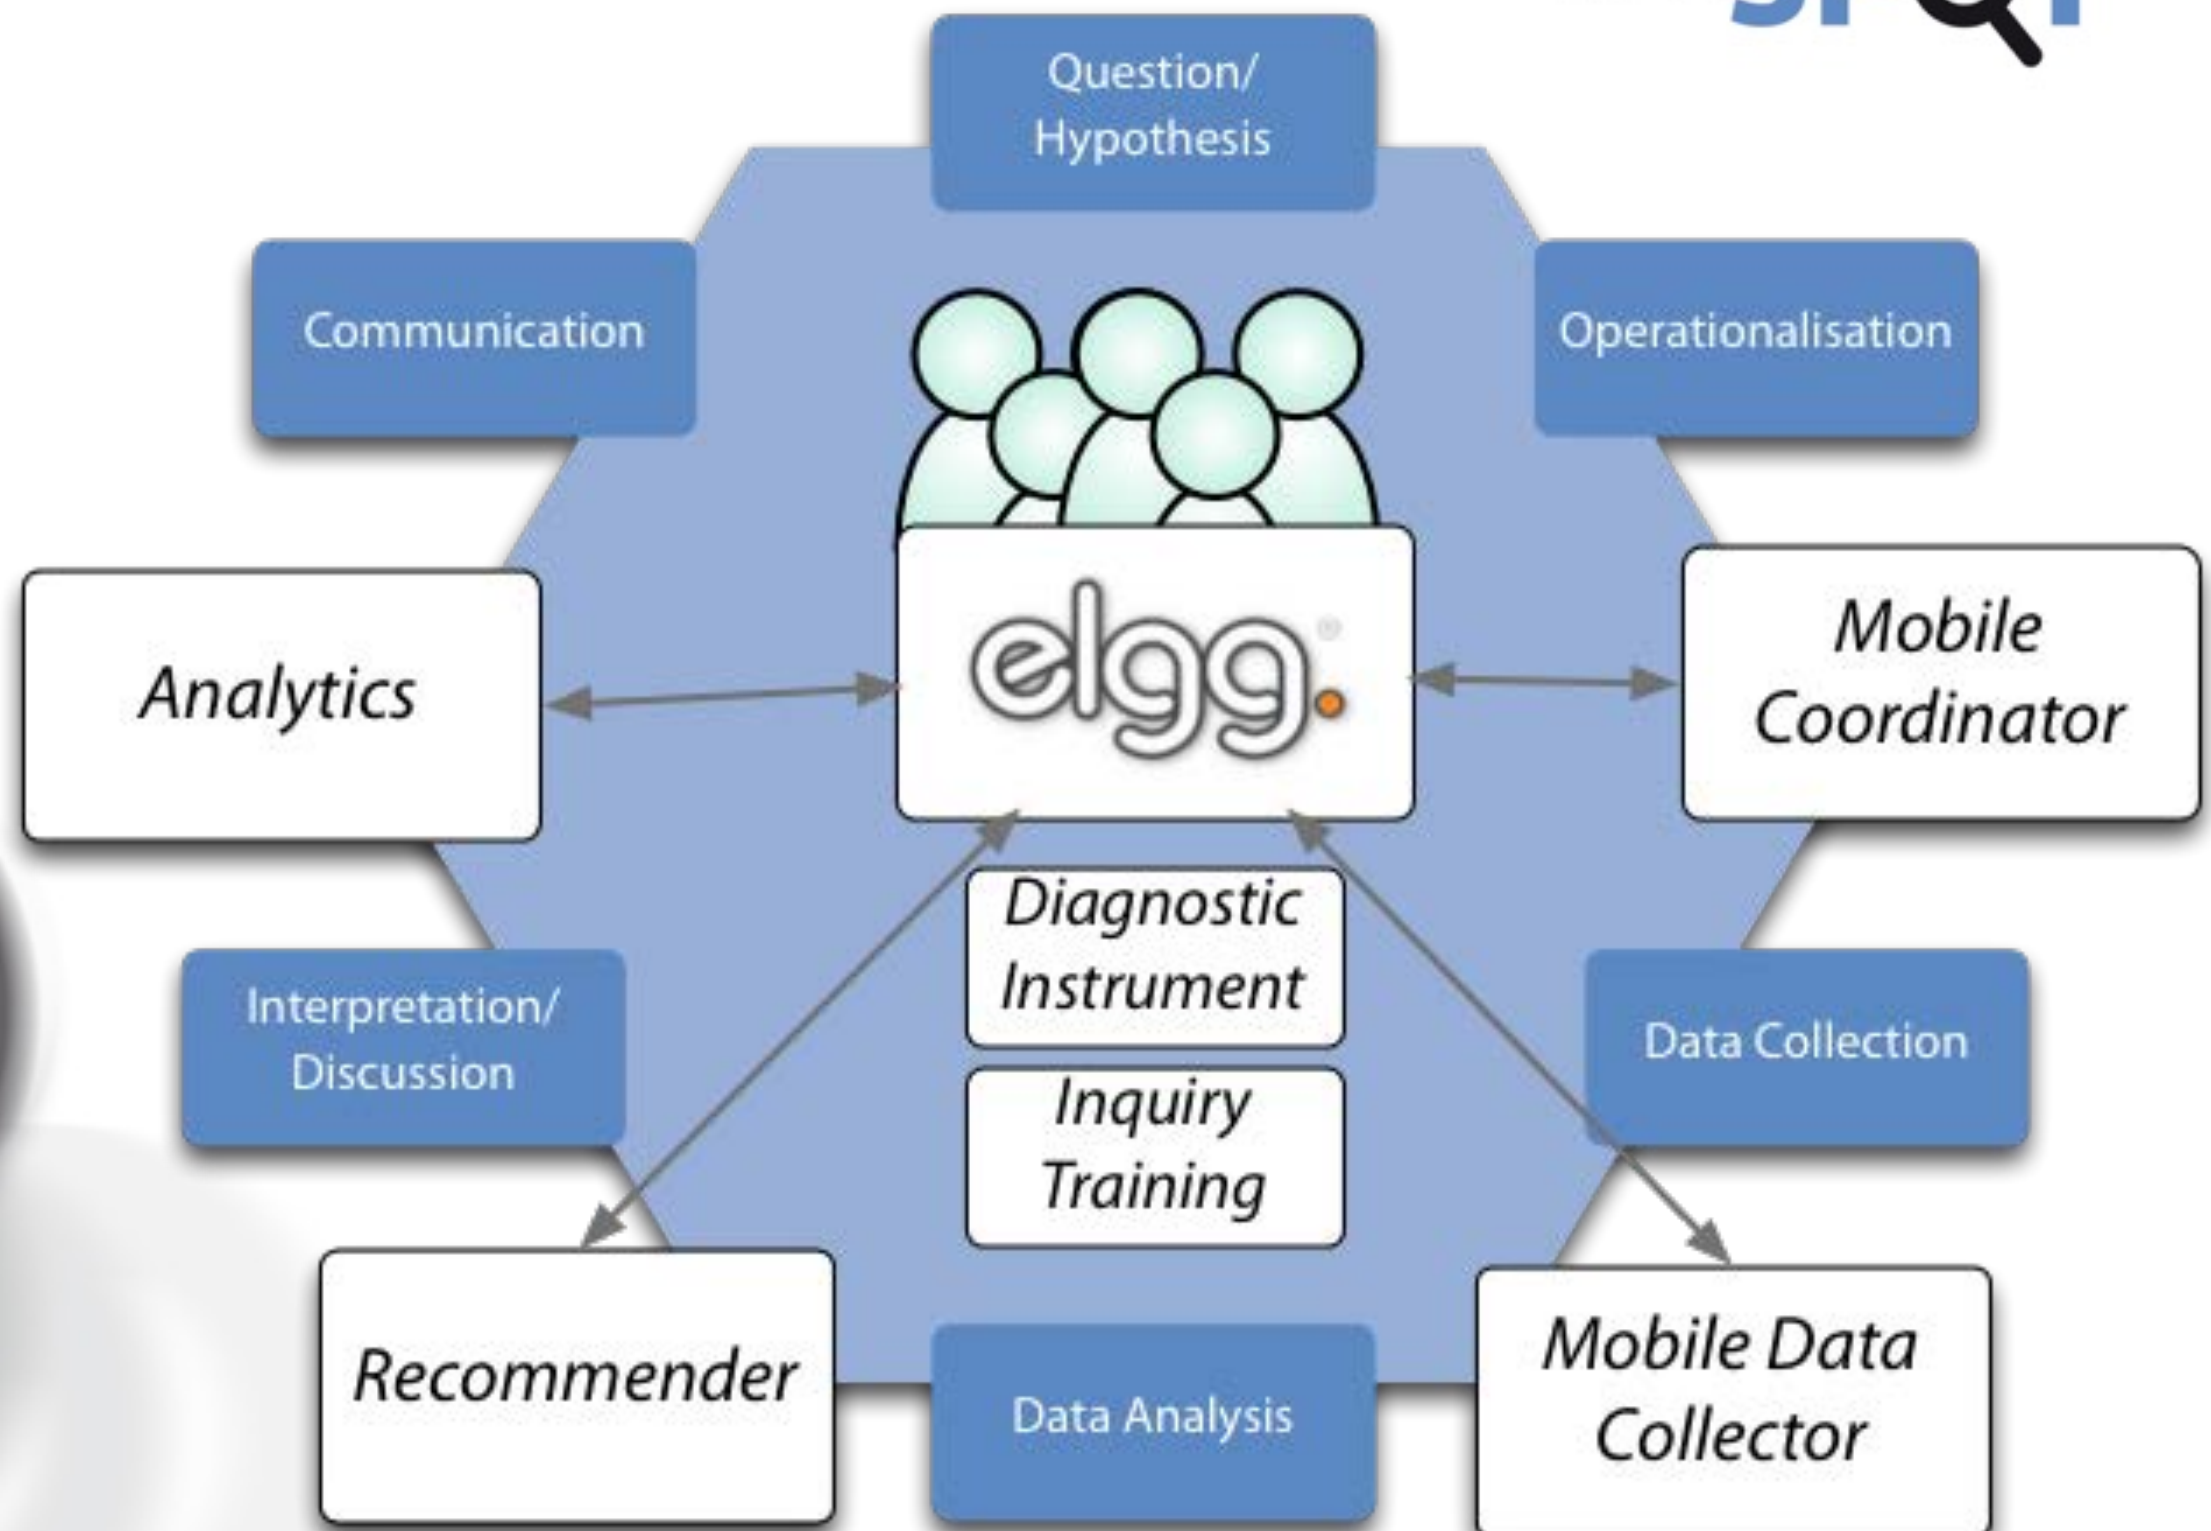 Question/
Hypothesis
Communication
Operationalisation
elgg.®
Analytics
Mobile
Coordinator
Diagnostic
Instrument
Interpretation/
Discussion
Data Collection
Inquiry
Training
Recommender
Data Analysis
Mobile Data
Collector